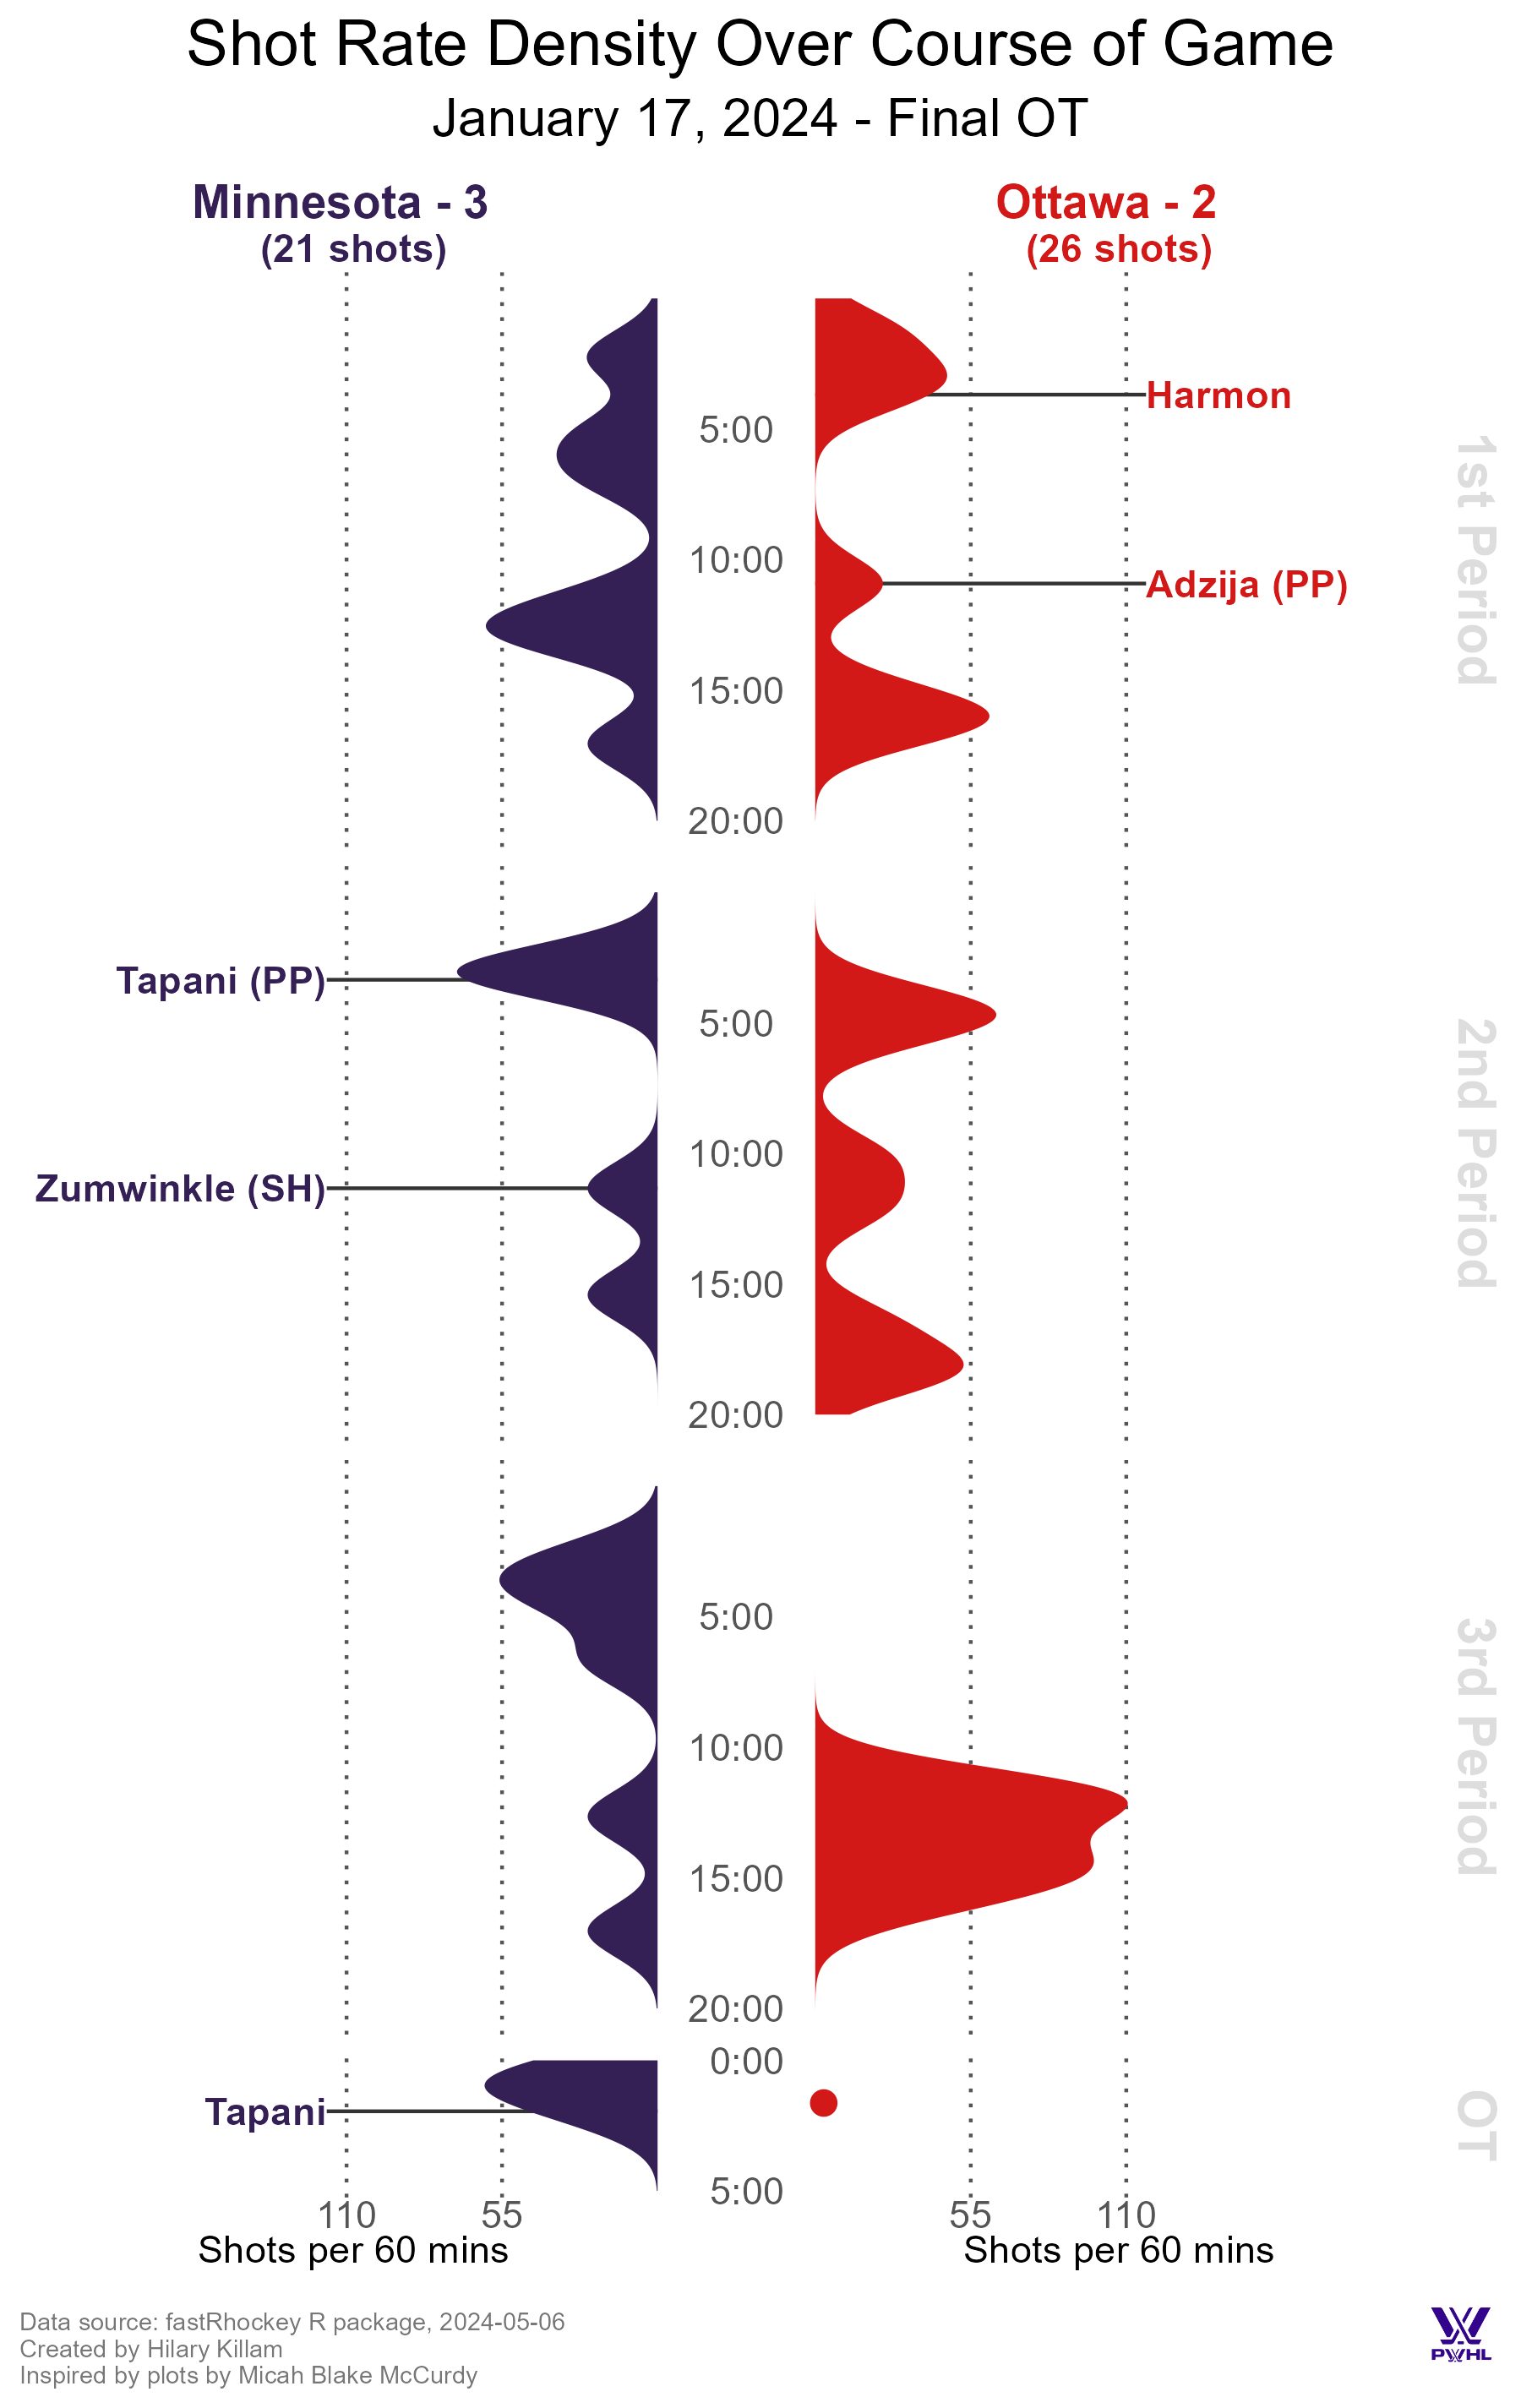 Shot Rate Density Over Course of Game
January 17, 2024 - Final OT
Minnesota - 3
(21 shots)
Ottawa - 2
(26 shots)
Harmon
5:00
10:00
Adzija (PP)
15:00
20:00
1st Period
Tapani (PP)
5:00
10:00
Zumwinkle (SH)
15:00
20:00
2nd Period
5:00
10:00
15:00
20:00
3rd Period
0:00
Tapani
5:00
OT
110 55 55 110
Shots per 60 mins Shots per 60 mins
Data source: fastRhockey R package, 2024-05-06
Created by Hilary Killam
Inspired by plots by Micah Blake McCurdy
PWHL